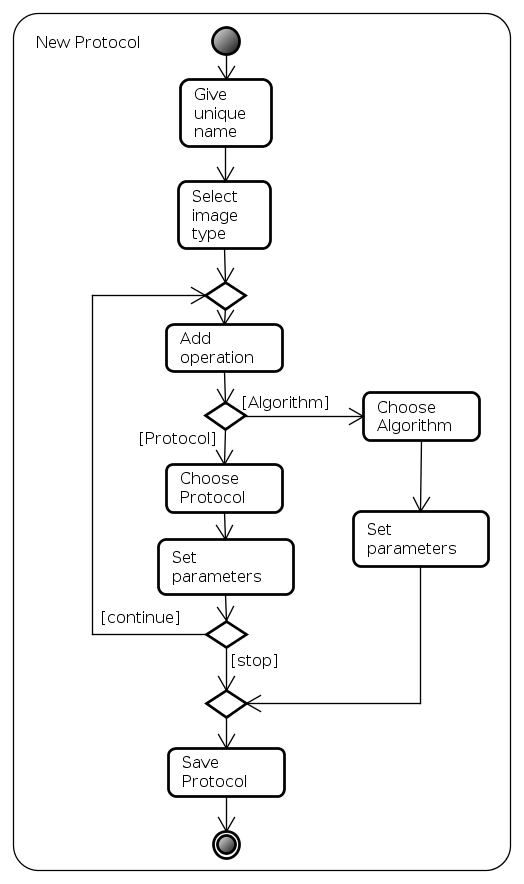 New Protocol
Give
unique
name
Select
image
type
Add
operation
[Algorithm]
Choose
Algorithm
[Protocol]
Choose
Protocol
Set
parameters
Set
parameters
[continue]
[stop]
Save
Protocol